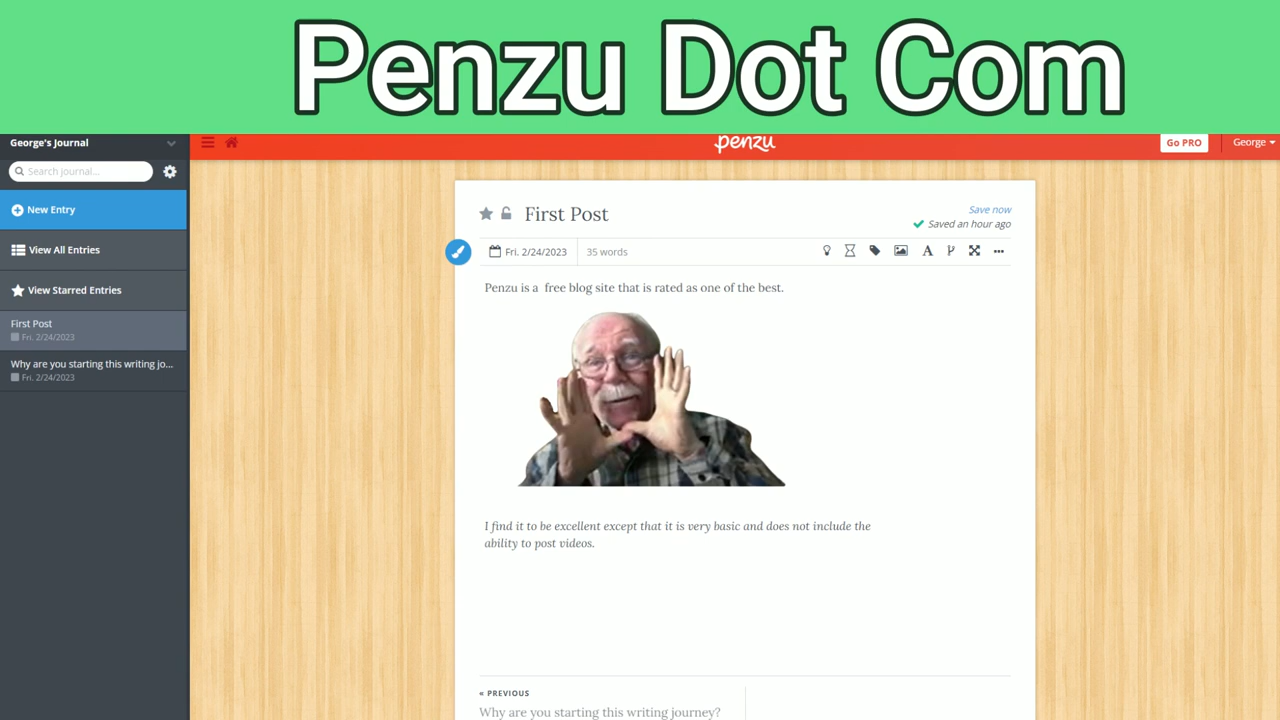 Penzu Dot Com
George's Journal
penzu
Go PRO
George
Search journal...
New Entry
View All Entries
View Starred Entries
First Post
Fri. 2/24/2023
Why are you starting this writing jo...
Fri. 2/24/2023
First Post
Save now
Saved an hour ago
Fri. 2/24/2023
35 words
Penzu is a  free blog site that is rated as one of the best.
I find it to be excellent except that it is very basic and does not include the
ability to post videos.
« PREVIOUS
Why are you starting this writing journey?